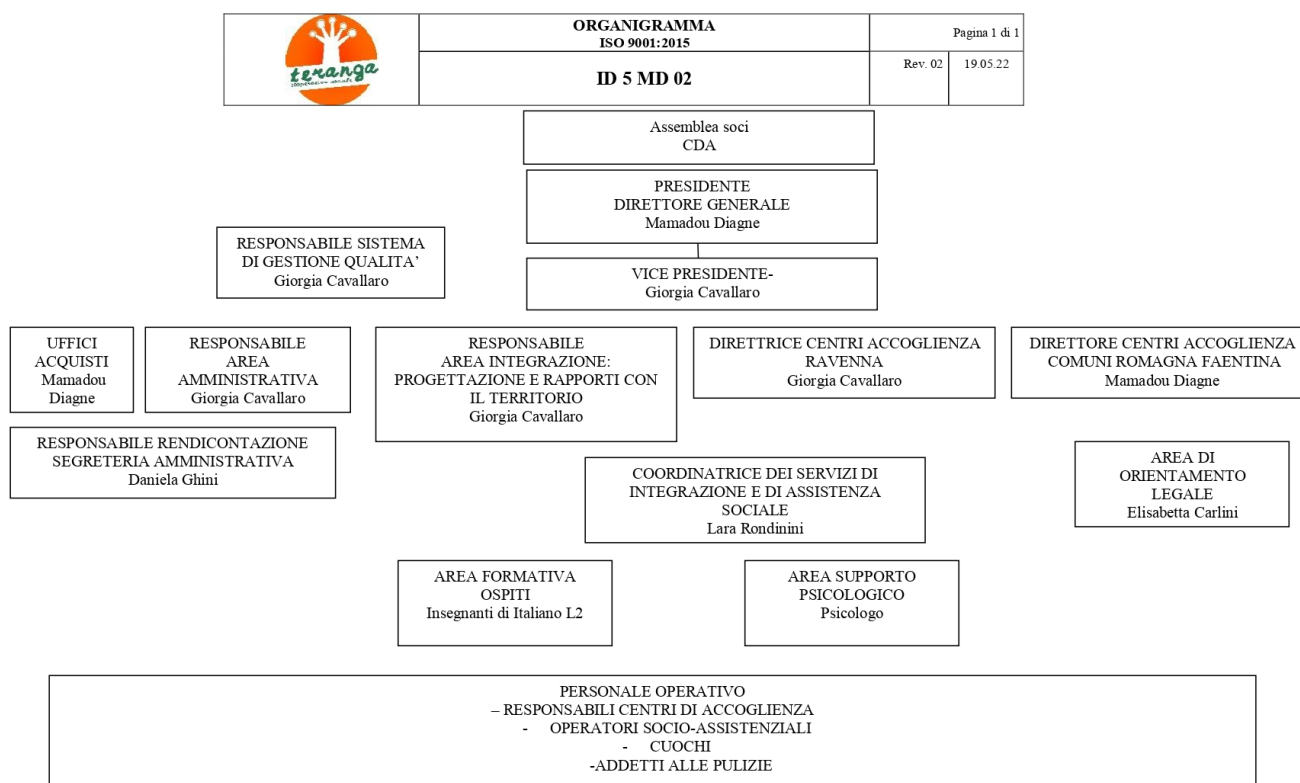 teranga
cooperativa sociale
ORGANIGRAMMA
ISO 9001:2015
ID 5 MD 02
Pagina 1 di 1
Rev. 02
19.05.22
Assemblea soci
CDA
PRESIDENTE
DIRETTORE GENERALE
Mamadou Diagne
RESPONSABILE SISTEMA
DI GESTIONE QUALITA’
Giorgia Cavallaro
VICE PRESIDENTE-
Giorgia Cavallaro
UFFICI
ACQUISTI
Mamadou
Diagne
RESPONSABILE
AREA
AMMINISTRATIVA
Giorgia Cavallaro
RESPONSABILE
AREA INTEGRAZIONE:
PROGETTAZIONE E RAPPORTI CON
IL TERRITORIO
Giorgia Cavallaro
DIRETTRICE CENTRI ACCOGLIENZA
RAVENNA
Giorgia Cavallaro
DIRETTORE CENTRI ACCOGLIENZA
COMUNI ROMAGNA FAENTINA
Mamadou Diagne
RESPONSABILE RENDICONTAZIONE
SEGRETERIA AMMINISTRATIVA
Daniela Ghini
COORDINATRICE DEI SERVIZI DI
INTEGRAZIONE E DI ASSISTENZA
SOCIALE
Lara Rondinini
AREA DI
ORIENTAMENTO
LEGALE
Elisabetta Carlini
AREA FORMATIVA
OSPITI
Insegnanti di Italiano L2
AREA SUPPORTO
PSICOLOGICO
Psicologo
PERSONALE OPERATIVO
– RESPONSABILI CENTRI DI ACCOGLIENZA
- OPERATORI SOCIO-ASSISTENZIALI
- CUOCHI
-ADDETTI ALLE PULIZIE